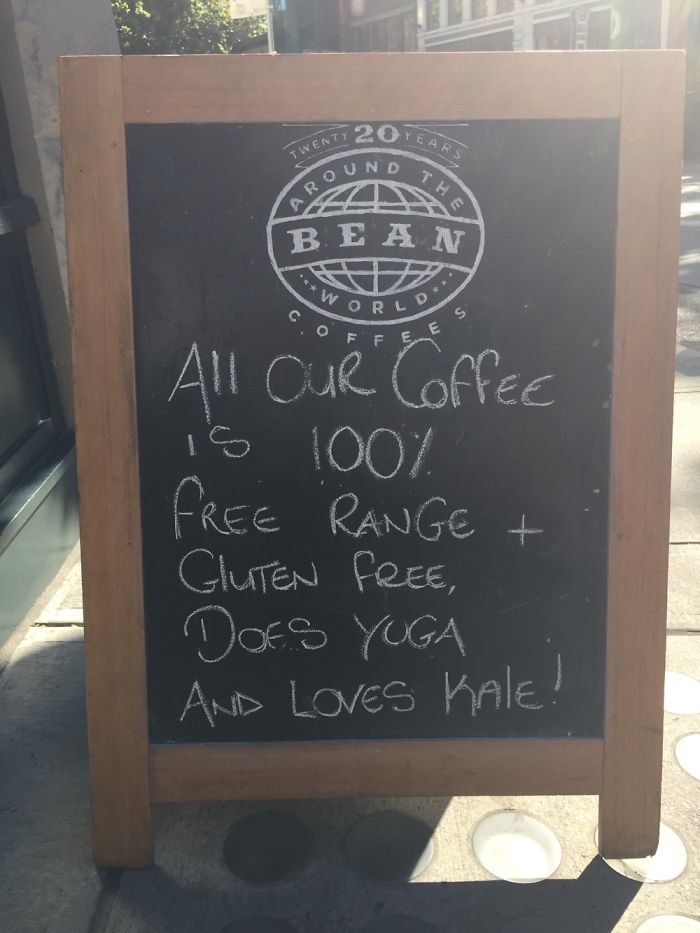 TWENTY 20 YEARS
AROUND THE
BEAN
WORLD
COFFEES
All OUR Coffee
is 100%
FREE RANGE +
GLUTEN FREE,
DOES YOGA
AND LOVES KAlE!